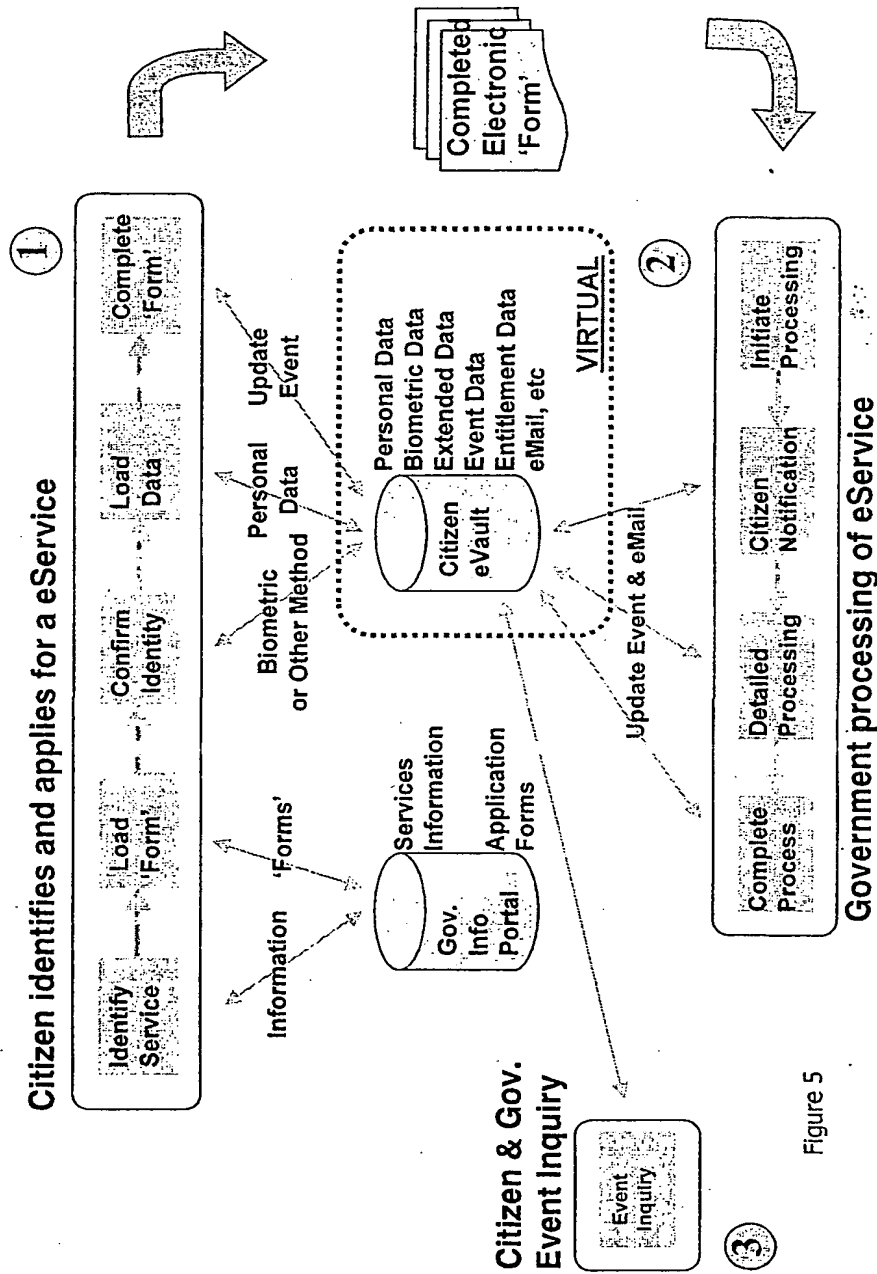 Citizen identifies and applies for a eService
1
Identify
Service
Load
'Form'
Confirm
Identity
Load
Data
Complete
'Form'
Information
'Forms'
Biometric
or Other Method
Personal
Data
Update
Event
Gov.
Info
Portal
Services
Information
Application
Forms
Citizen
eVault
Personal Data
Biometric Data
Extended Data
Event Data
Entitlement Data
eMail, etc
VIRTUAL
Completed
Electronic
'Form'
Citizen & Gov.
Event Inquiry
Event
Inquiry
3
Update Event & eMail
2
Complete
Process
Detailed
Processing
Citizen
Notification
Initiate
Processing
Government processing of eService
Figure 5